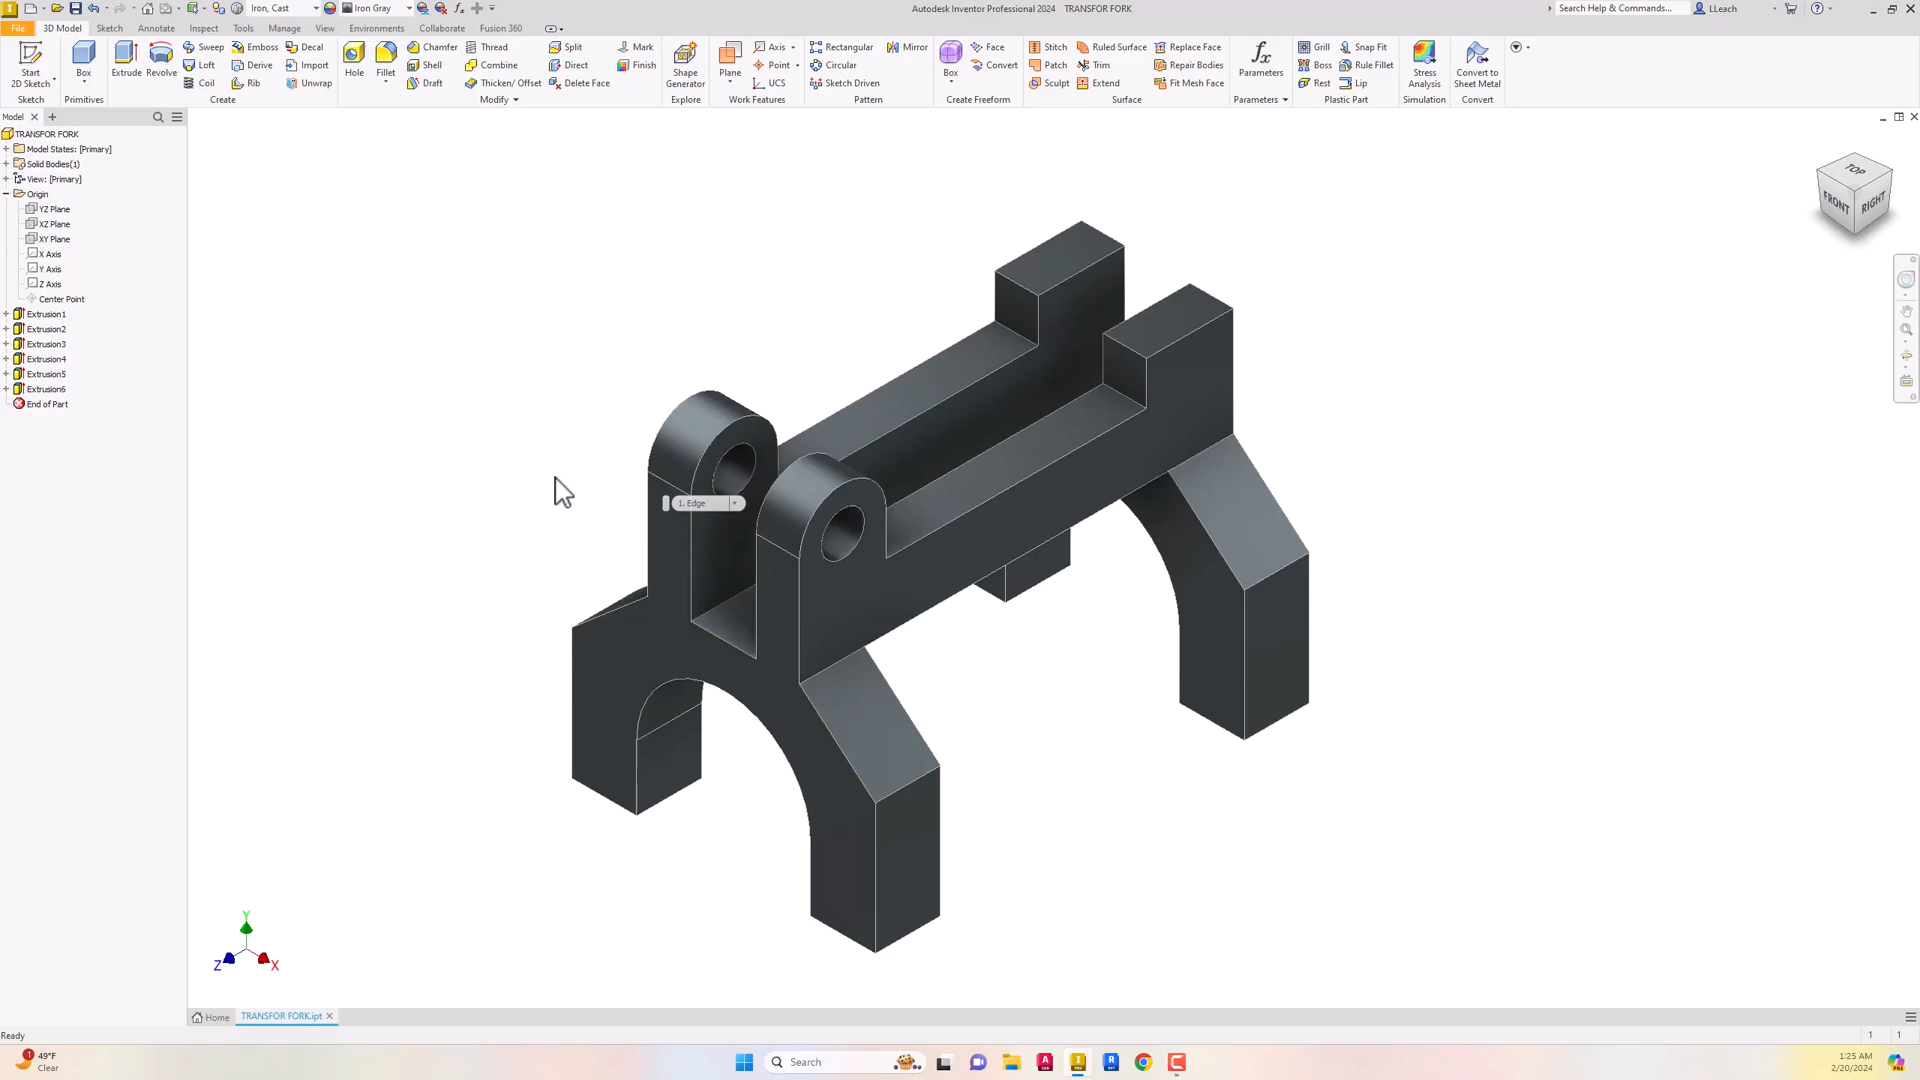 Iron, Cast
Iron Gray
Autodesk Inventor Professional 2024 TRANSFOR FORK
Search Help & Commands...
LLeach
File
3D Model
Sketch
Annotate
Inspect
Tools
Manage
View
Environments
Collaborate
Fusion 360
Start
2D Sketch
Sketch
Box
Primitives
Extrude
Revolve
Sweep
Emboss
Decal
Loft
Derive
Import
Coil
Rib
Unwrap
Create
Hole
Fillet
Chamfer
Thread
Split
Mark
Shell
Combine
Direct
Finish
Draft
Thicken/ Offset
Delete Face
Modify
Shape
Generator
Explore
Plane
Axis
Point
UCS
Work Features
Rectangular
Mirror
Circular
Sketch Driven
Pattern
Box
Face
Convert
Create Freeform
Stitch
Ruled Surface
Replace Face
Patch
Trim
Repair Bodies
Sculpt
Extend
Fit Mesh Face
Surface
fx
Parameters
Parameters
Grill
Snap Fit
Boss
Rule Fillet
Rest
Lip
Plastic Part
Stress
Analysis
Simulation
Convert to
Sheet Metal
Convert
Model
TRANSFOR FORK
Model States: [Primary]
Solid Bodies(1)
View: [Primary]
Origin
YZ Plane
XZ Plane
XY Plane
X Axis
Y Axis
Z Axis
Center Point
Extrusion1
Extrusion2
Extrusion3
Extrusion4
Extrusion5
Extrusion6
End of Part
TOP
FRONT
RIGHT
1. Edge
Y
Z
X
Home
TRANSFOR FORK.ipt
Ready
1 1
1
49°F
Clear
Search
1:25 AM
2/20/2024